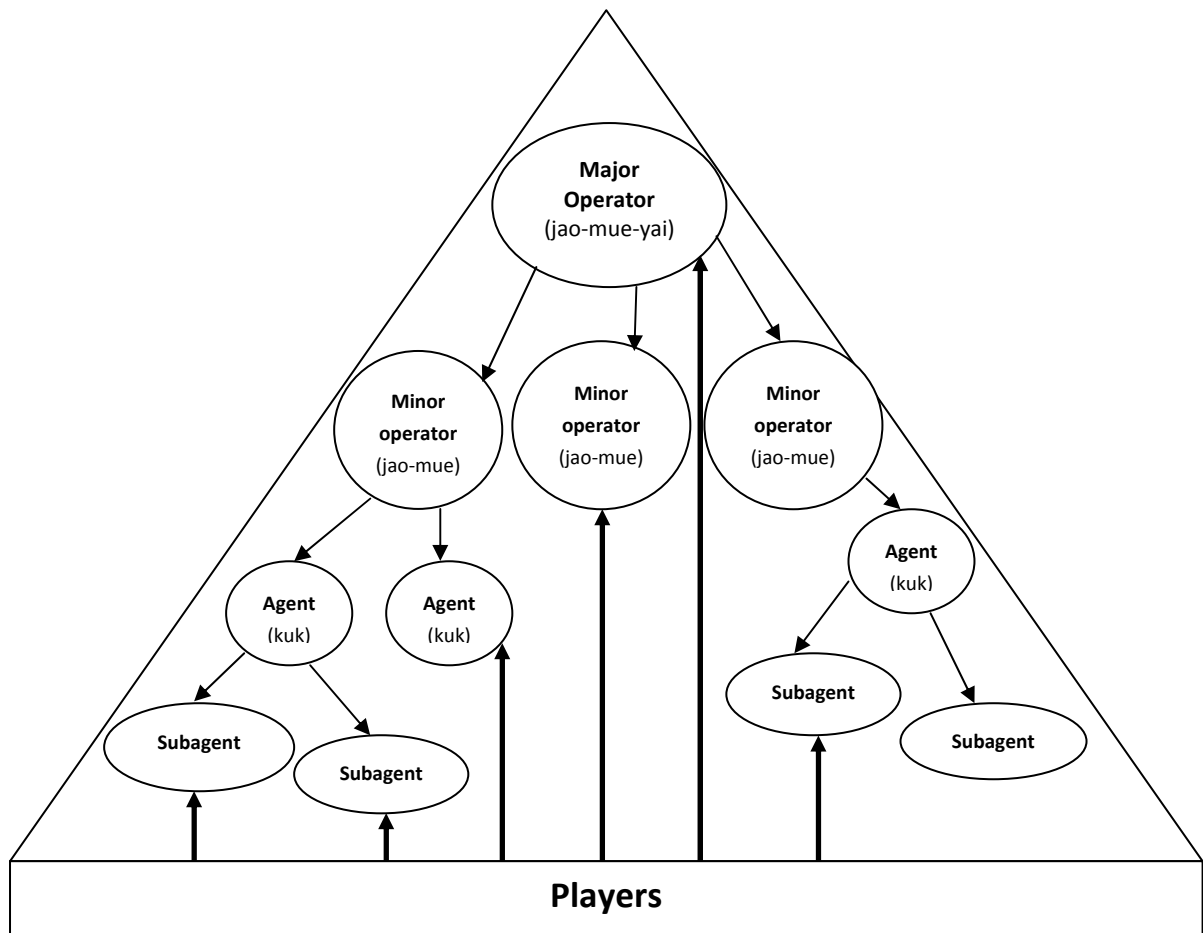 Major
Operator
(jao-mue-yai)
Minor
operator
(jao-mue)
Minor
operator
(jao-mue)
Minor
operator
(jao-mue)
Agent
(kuk)
Agent
(kuk)
Agent
(kuk)
Subagent
Subagent
Subagent
Subagent
Players